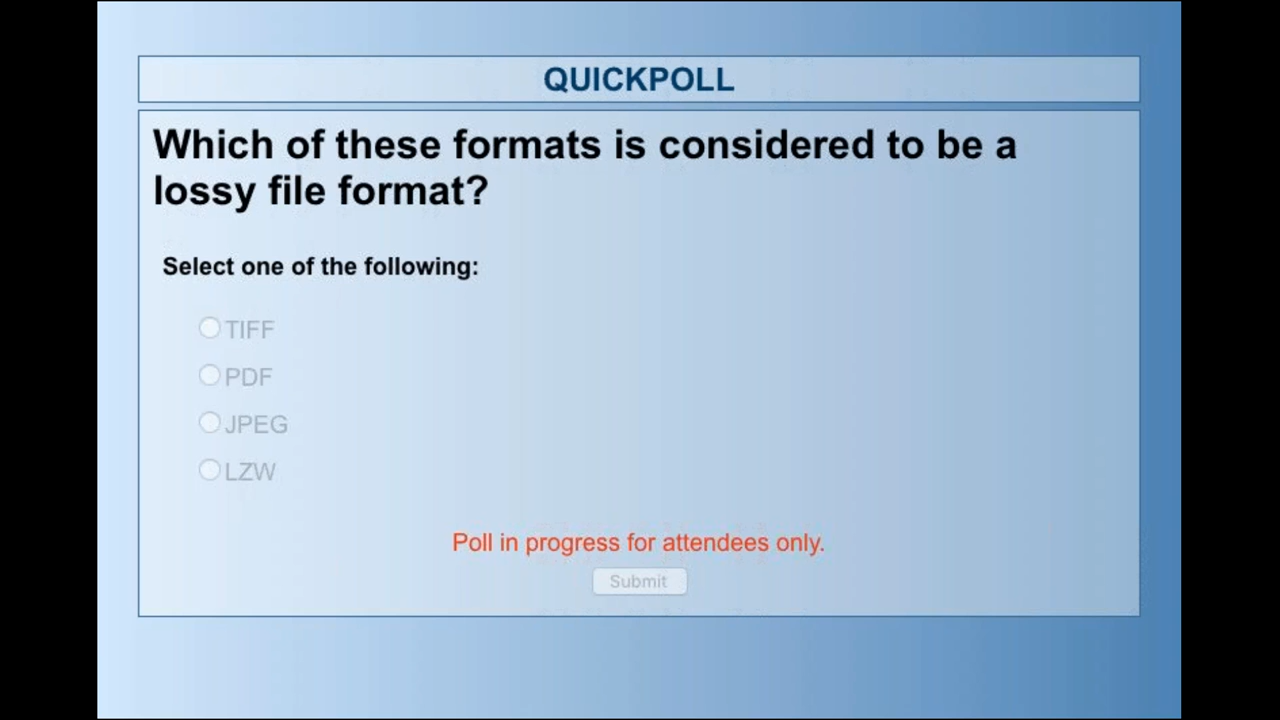 QUICKPOLL
Which of these formats is considered to be a
lossy file format?
Select one of the following:
TIFF
PDF
JPEG
LZW
Poll in progress for attendees only.
Submit